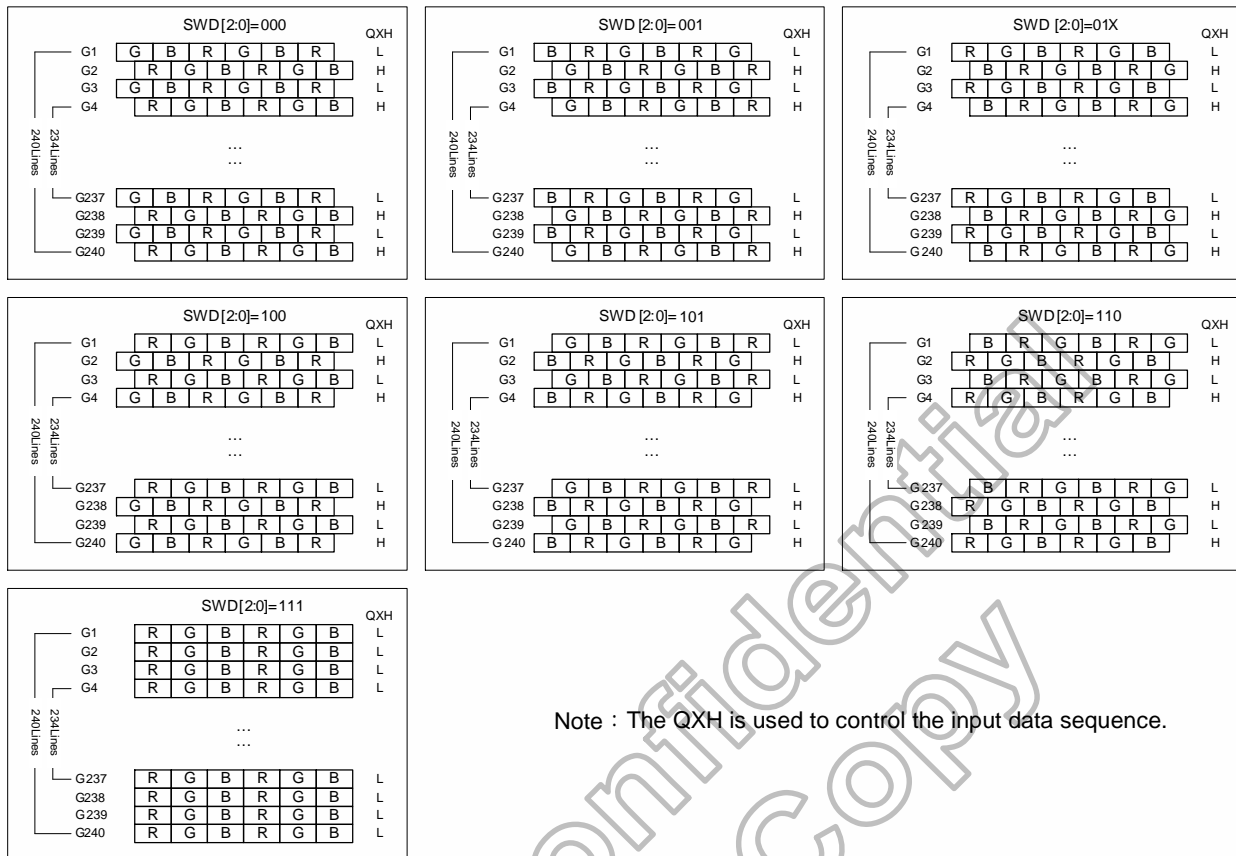 SWD[2:0]=000
QXH
G1 G B R G B R L
G2 R G B R G B H
G3 G B R G B R L
G4 R G B R G B H
240Lines
234Lines
...
...
G237 G B R G B R L
G238 R G B R G B H
G239 G B R G B R L
G240 R G B R G B H
SWD[2:0]=001
QXH
G1 B R G B R G L
G2 G B R G B R H
G3 B R G B R G L
G4 G B R G B R H
240Lines
234Lines
...
...
G237 B R G B R G L
G238 G B R G B R H
G239 B R G B R G L
G240 G B R G B R H
SWD[2:0]=01X
QXH
G1 R G B R G B L
G2 B R G B R G H
G3 R G B R G B L
G4 B R G B R G H
240Lines
234Lines
...
...
G237 R G B R G B L
G238 B R G B R G H
G239 R G B R G B L
G240 B R G B R G H
SWD[2:0]=100
QXH
G1 R G B R G B L
G2 G B R G B R H
G3 R G B R G B L
G4 G B R G B R H
240Lines
234Lines
...
...
G237 R G B R G B L
G238 G B R G B R H
G239 R G B R G B L
G240 G B R G B R H
SWD[2:0]=101
QXH
G1 G B R G B R L
G2 B R G B R G H
G3 G B R G B R L
G4 B R G B R G H
240Lines
234Lines
...
...
G237 G B R G B R L
G238 B R G B R G H
G239 G B R G B R L
G240 B R G B R G H
SWD[2:0]=110
QXH
G1 B R G B R G L
G2 R G B R G B H
G3 B R G B R G L
G4 R G B R G B H
240Lines
234Lines
...
...
G237 B R G B R G L
G238 R G B R G B H
G239 B R G B R G L
G240 R G B R G B H
SWD[2:0]=111
QXH
G1 R G B R G B L
G2 R G B R G B L
G3 R G B R G B L
G4 R G B R G B L
240Lines
234Lines
...
...
G237 R G B R G B L
G238 R G B R G B L
G239 R G B R G B L
G240 R G B R G B L
Note：The QXH is used to control the input data sequence.
onfidential
Copy